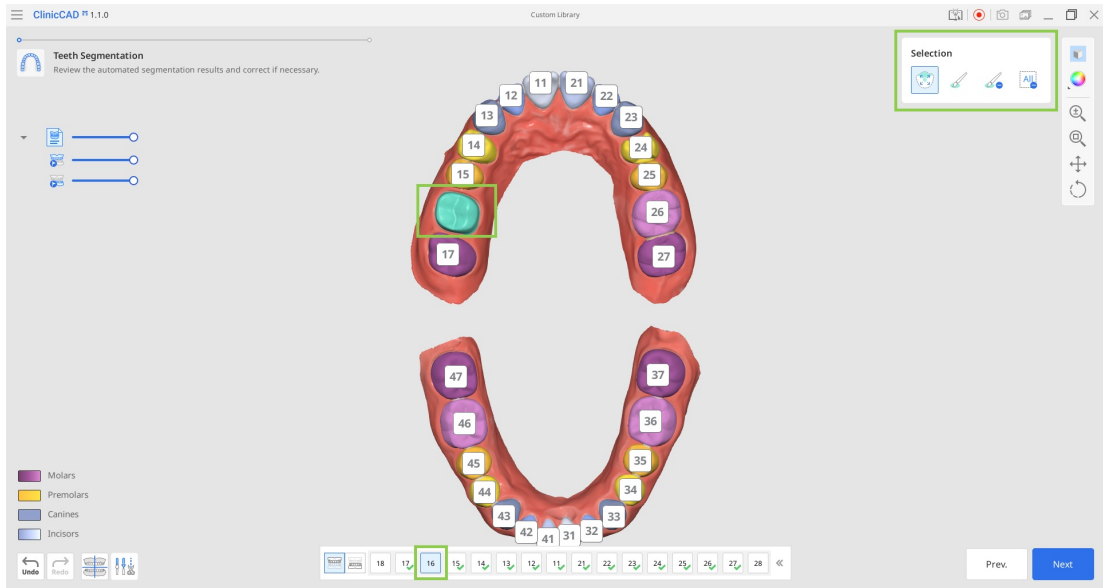 ClinicCAD 1.1.0
Custom Library
Teeth Segmentation
Review the automated segmentation results and correct if necessary.
Selection
All
11 21
12 22
13 23
14 24
15 25
26
17 27
47 37
46 36
45 35
44 34
43 33
42 41 31 32
Molars
Premolars
Canines
Incisors
Undo Redo
18 17 16 15 14 13 12 11 21 22 23 24 25 26 27 28 «
Prev. Next